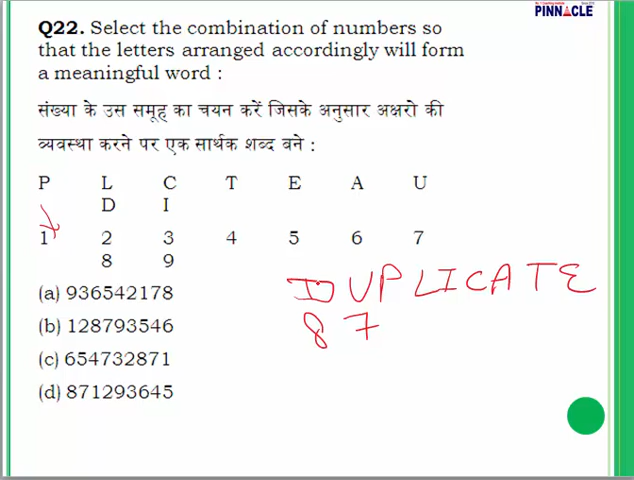 PINNACLE
Q22. Select the combination of numbers so
that the letters arranged accordingly will form
a meaningful word :
संख्या के उस समूह का चयन करें जिसके अनुसार अक्षरो की
व्यवस्था करने पर एक सार्थक शब्द बने :
P L C T E A U
D I
1 2 3 4 5 6 7
8 9
(a) 936542178
(b) 128793546
(c) 654732871
(d) 871293645
DUPLICATE
87